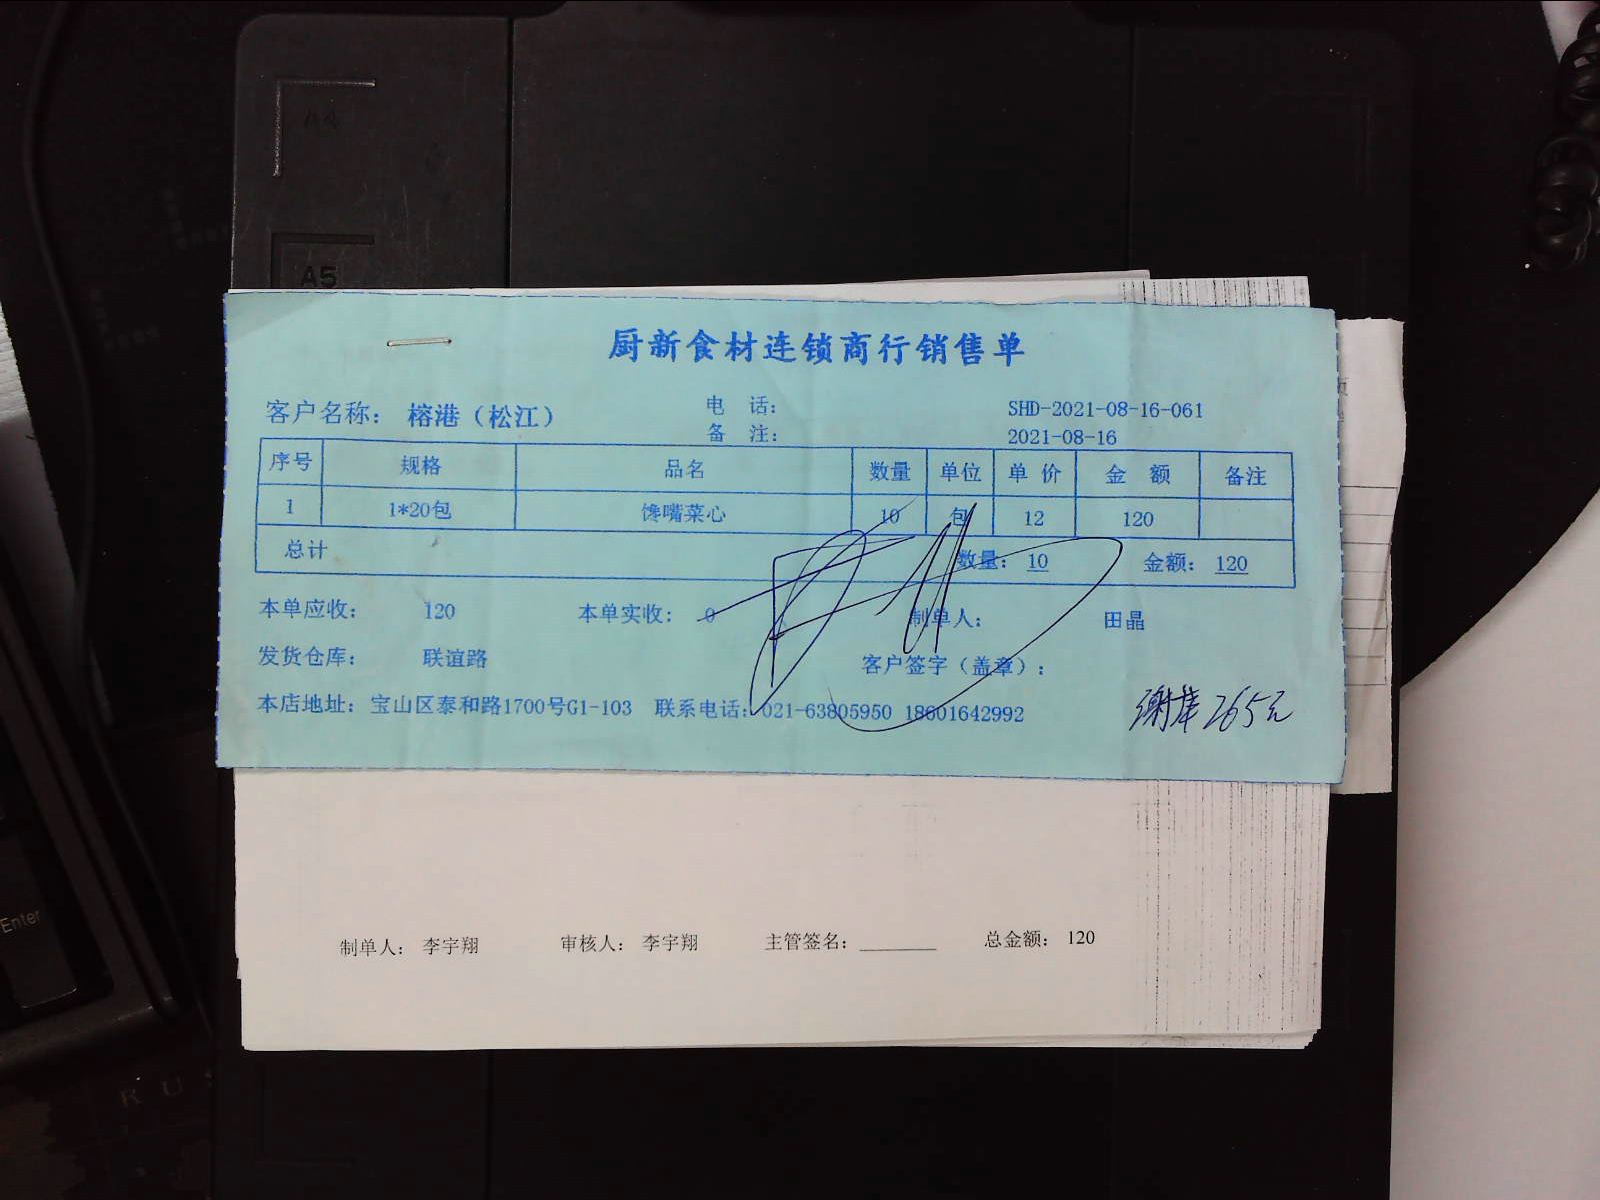 A4
A5
厨新食材连锁商行销售单
客户名称： 榕港（松江） 电 话： SHD-2021-08-16-061
备 注： 2021-08-16
序号 规格 品名 数量 单位 单 价 金 额 备注
1 1*20包 馋嘴菜心 10 包 12 120
总计 数量： 10 金额： 120
本单应收： 120 本单实收： 0 制单人： 田晶
发货仓库： 联谊路 客户签字（盖章）：
本店地址： 宝山区泰和路1700号G1-103 联系电话： 021-63805950 18601642992
265元
制单人： 李宇翔 审核人： 李宇翔 主管签名： 总金额： 120
Enter
R U S